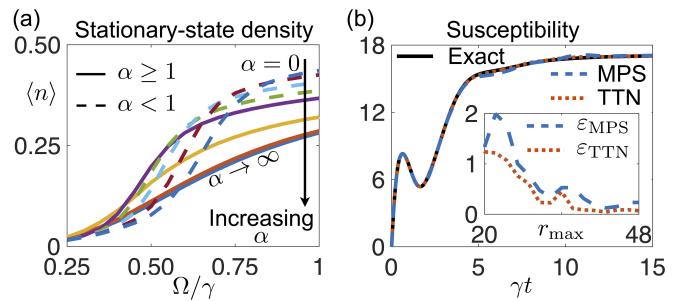 (a) Stationary-state density
0.50
⟨n⟩
0.25
0
α ≥ 1
α < 1
α = 0
α → ∞
Increasing
α
0.25 0.50 0.75 1
Ω/γ
(b) Susceptibility
18
12
6
0
Exact
MPS
TTN
2
1
0
ε_MPS
ε_TTN
20 r_max 48
0 5 10 15
γt